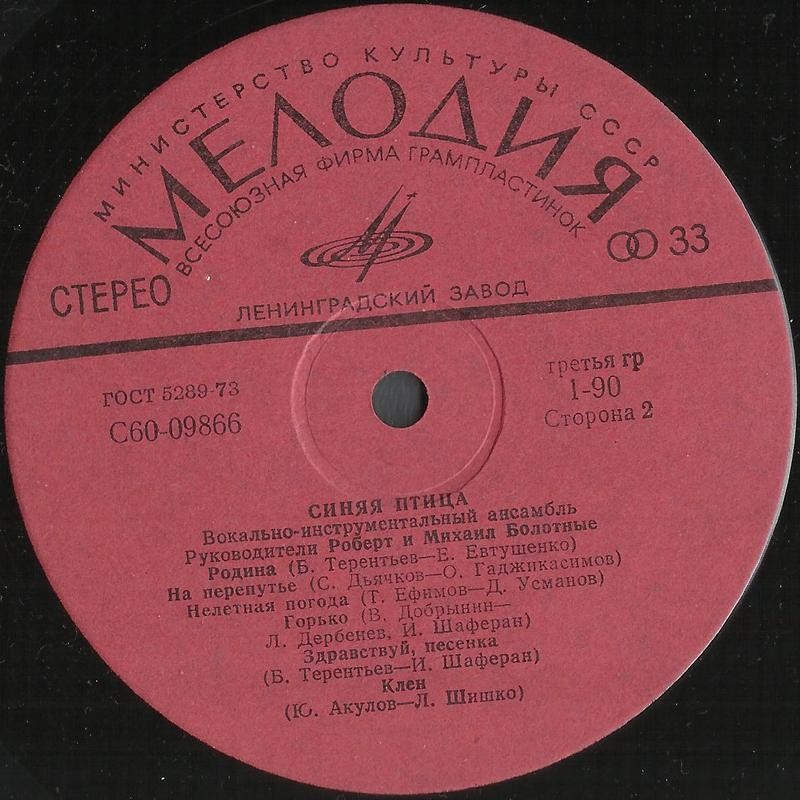 МИНИСТЕРСТВО КУЛЬТУРЫ СССР
МЕЛОДИЯ
ВСЕСОЮЗНАЯ ФИРМА ГРАМПЛАСТИНОК
СТЕРЕО
33
ЛЕНИНГРАДСКИЙ ЗАВОД
ГОСТ 5289-73
С60-09866
третья гр
1-90
Сторона 2
СИНЯЯ ПТИЦА
Вокально-инструментальный ансамбль
Руководители Роберт и Михаил Болотные
Родина (Б. Терентьев—Е. Евтушенко)
На перепутье (С. Дьячков—О. Гаджикасимов)
Нелетная погода (Т. Ефимов—Д. Усманов)
Горько (В. Добрынин—
Л. Дербенев, И. Шаферан)
Здравствуй, песенка
(Б. Терентьев—И. Шаферан)
Клен
(Ю. Акулов—Л. Шишко)